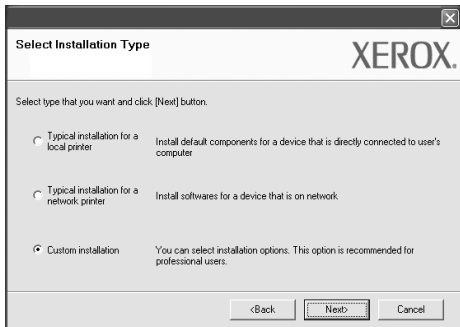 Select Installation Type
XEROX.
Select type that you want and click [Next] button.
Typical installation for a
local printer
Install default components for a device that is directly connected to user's
computer
Typical installation for a
network printer
Install softwares for a device that is on network
Custom installation
You can select installation options. This option is recommended for
professional users.
<Back
Next>
Cancel